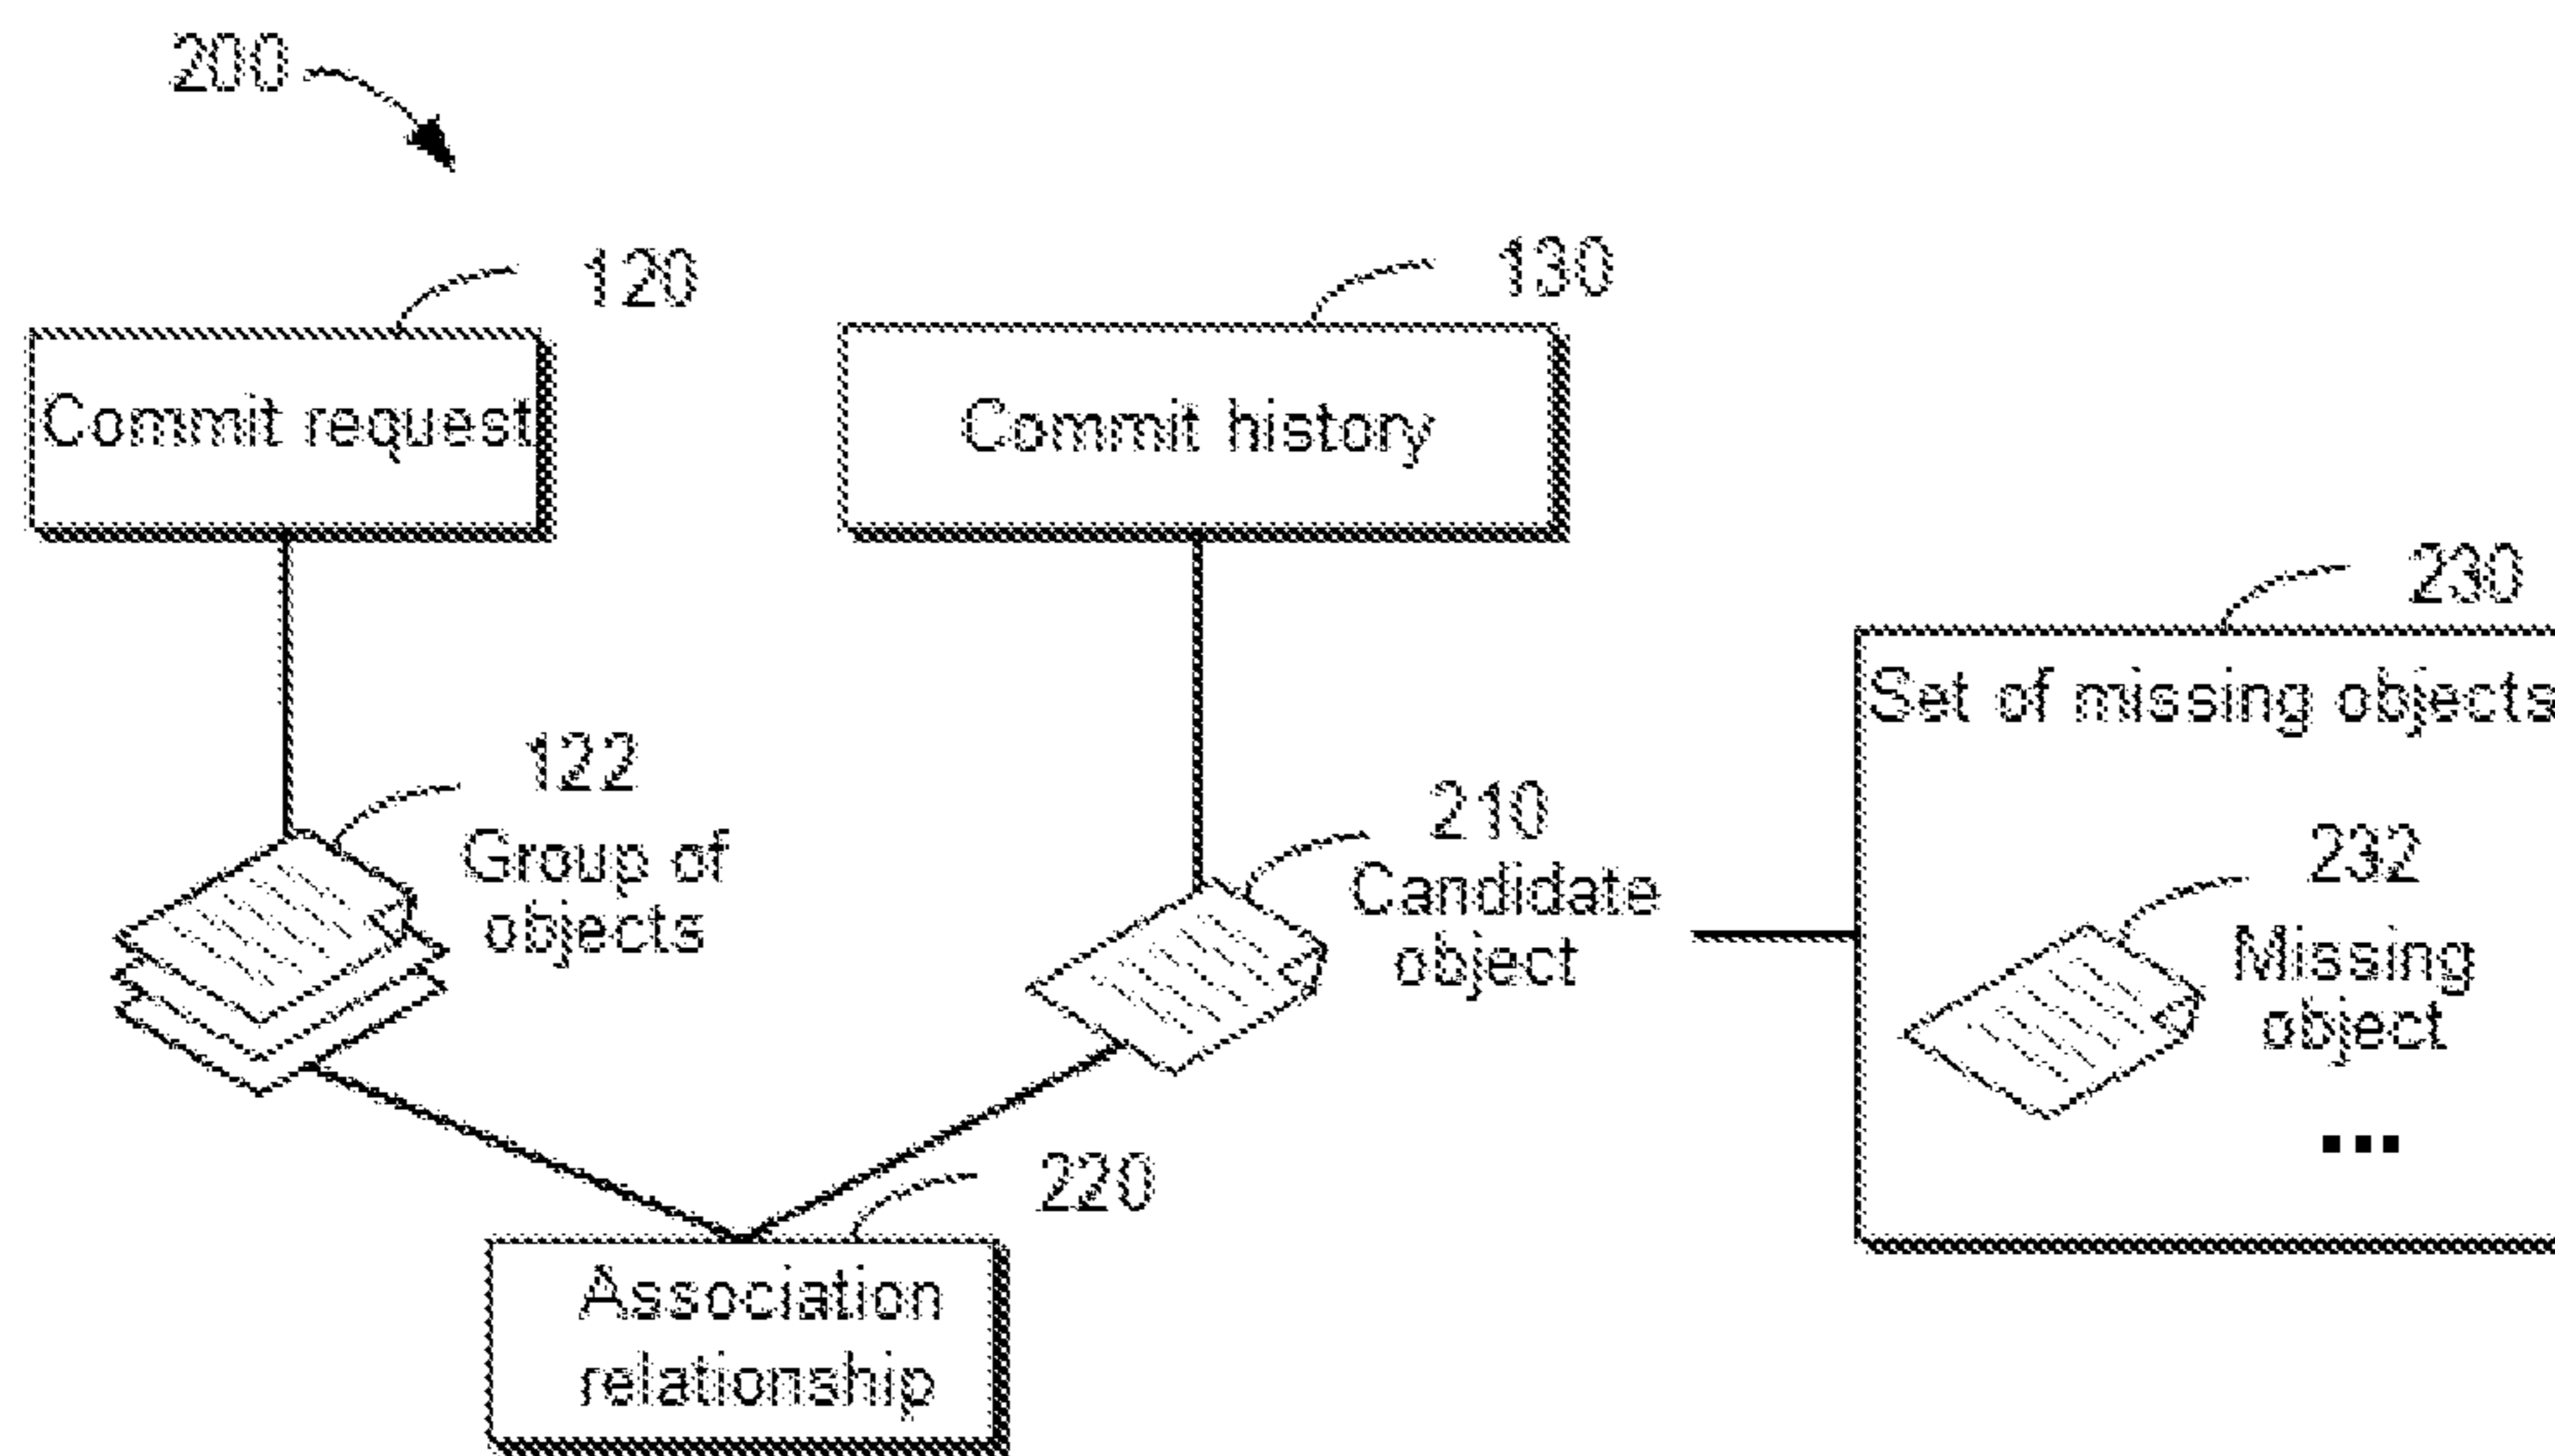 200
120
130
Commit request
Commit history
230
Set of missing objects
122
Group of
objects
210
Candidate
object
232
Missing
object
...
220
Association
relationship